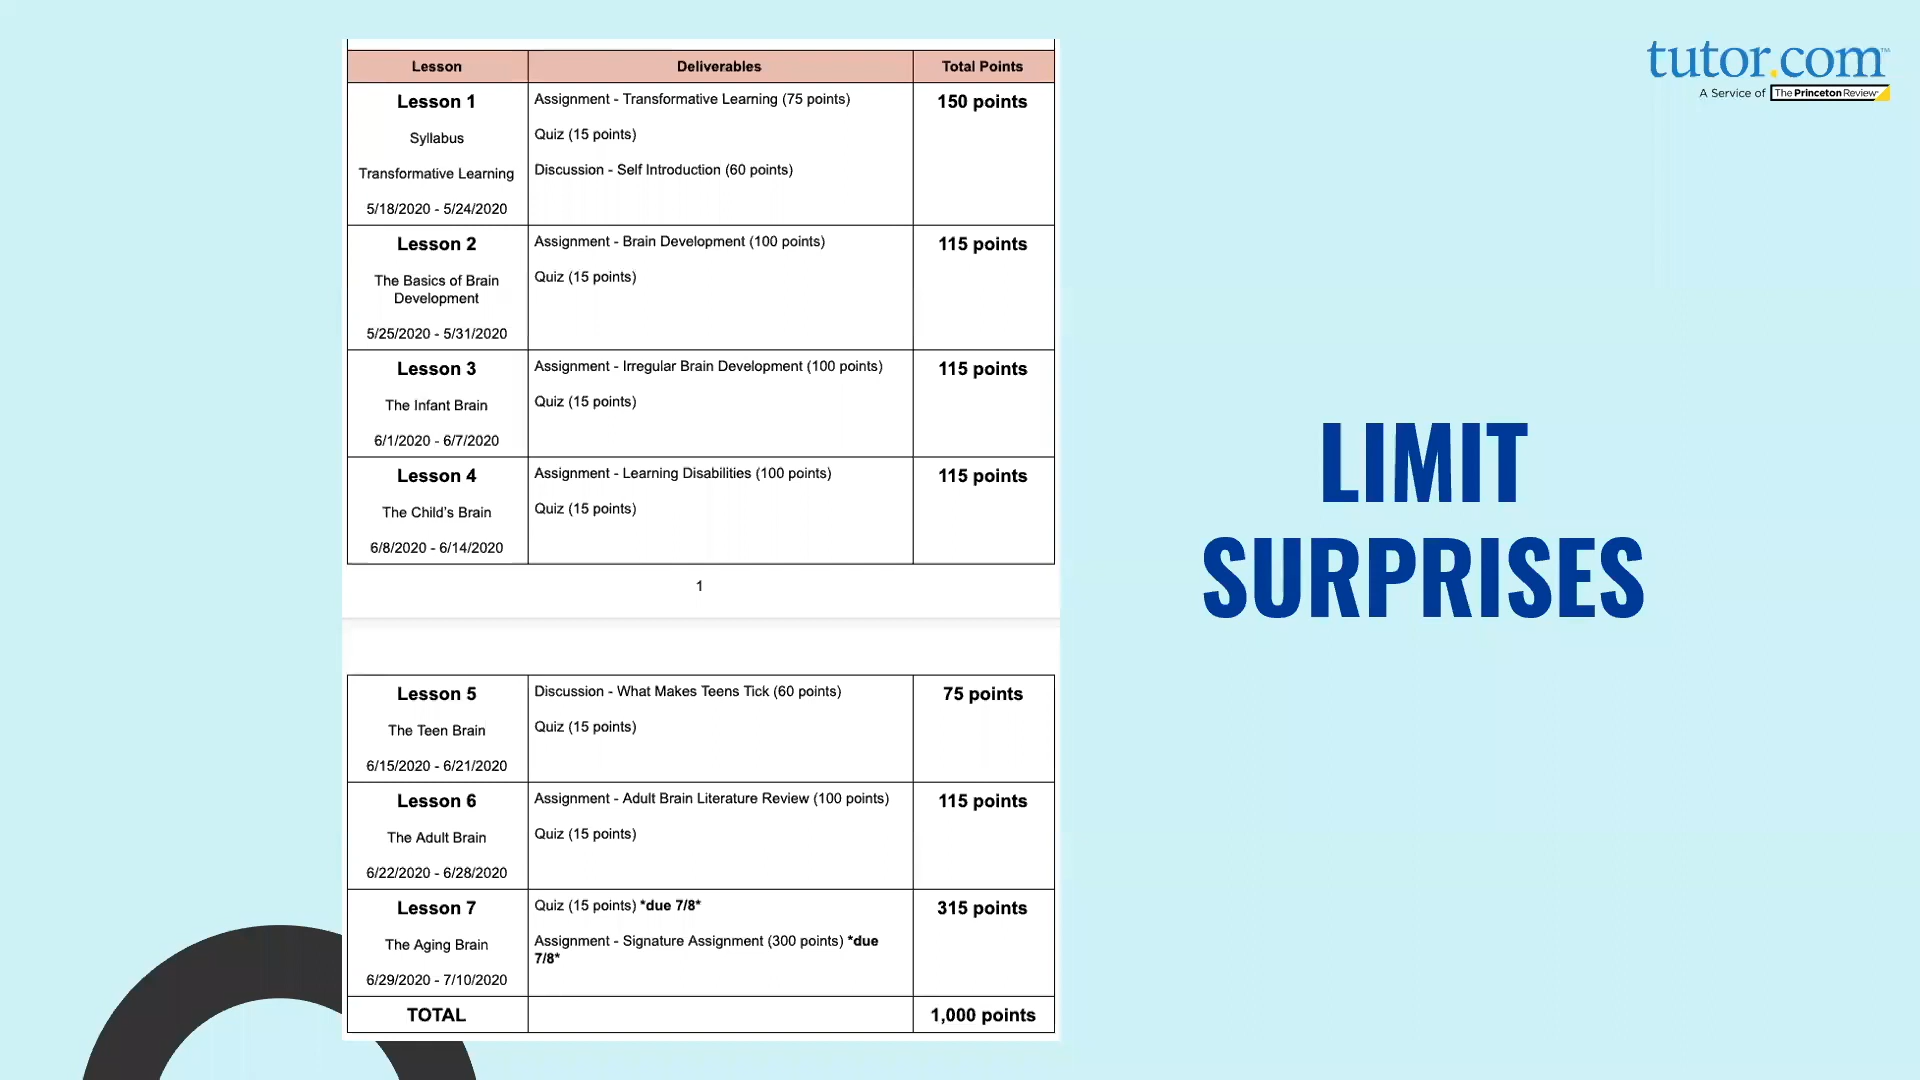 Lesson Deliverables Total Points
Lesson 1 Assignment - Transformative Learning (75 points) 150 points
Syllabus Quiz (15 points)
Transformative Learning Discussion - Self Introduction (60 points)
5/18/2020 - 5/24/2020
Lesson 2 Assignment - Brain Development (100 points) 115 points
The Basics of Brain Quiz (15 points)
Development
5/25/2020 - 5/31/2020
Lesson 3 Assignment - Irregular Brain Development (100 points) 115 points
The Infant Brain Quiz (15 points)
6/1/2020 - 6/7/2020
Lesson 4 Assignment - Learning Disabilities (100 points) 115 points
The Child's Brain Quiz (15 points)
6/8/2020 - 6/14/2020
1
Lesson 5 Discussion - What Makes Teens Tick (60 points) 75 points
The Teen Brain Quiz (15 points)
6/15/2020 - 6/21/2020
Lesson 6 Assignment - Adult Brain Literature Review (100 points) 115 points
The Adult Brain Quiz (15 points)
6/22/2020 - 6/28/2020
Lesson 7 Quiz (15 points) *due 7/8* 315 points
The Aging Brain Assignment - Signature Assignment (300 points) *due
7/8*
6/29/2020 - 7/10/2020
TOTAL 1,000 points
tutor.com™
A Service of The Princeton Review
LIMIT
SURPRISES